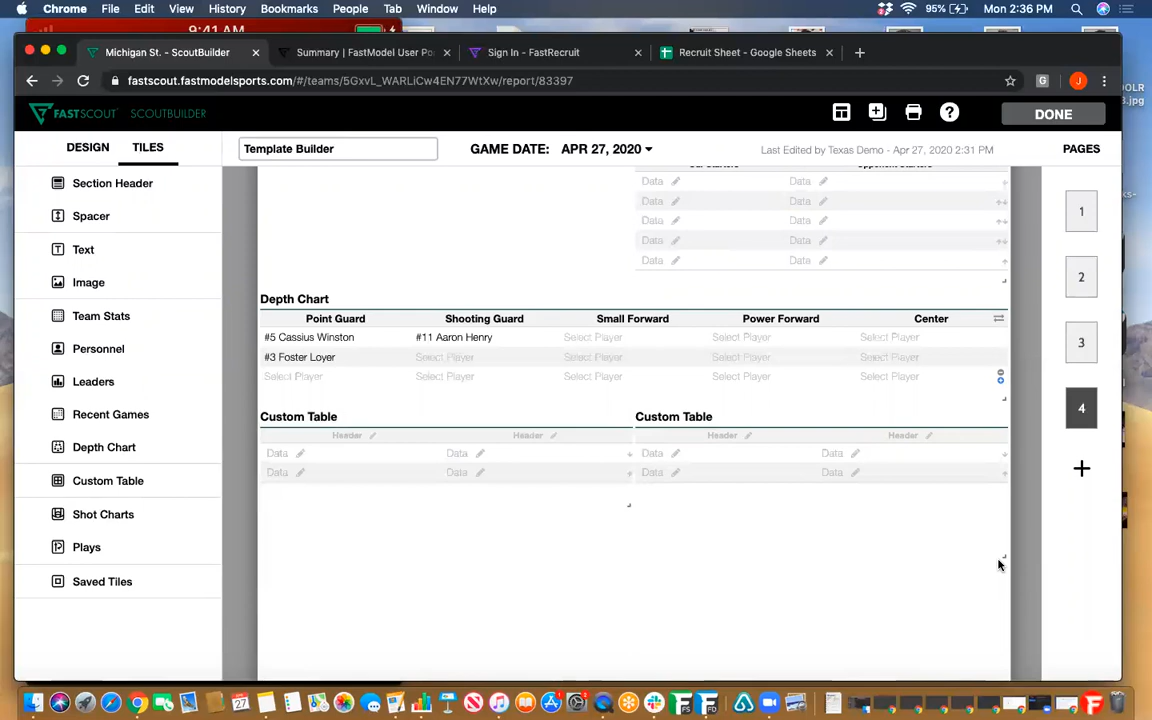 Chrome File Edit View History Bookmarks People Tab Window Help 95% Mon 2:36 PM
9:41 AM
Michigan St. - ScoutBuilder × Summary | FastModel User Po × Sign In - FastRecruit × Recruit Sheet - Google Sheets × +
fastscout.fastmodelsports.com/#/teams/5GxvL_WARLiCw4EN77WtXw/report/83397 G J
FASTSCOUT SCOUTBUILDER ? DONE
DESIGN TILES Template Builder GAME DATE: APR 27, 2020 Last Edited by Texas Demo - Apr 27, 2020 2:31 PM PAGES
Section Header
Spacer
Text
Image
Team Stats
Personnel
Leaders
Recent Games
Depth Chart
Custom Table
Shot Charts
Plays
Saved Tiles
Our Starters Opponent Starters
Data Data
Data Data
Data Data
Data Data
Data Data
Depth Chart
Point Guard Shooting Guard Small Forward Power Forward Center
#5 Cassius Winston #11 Aaron Henry Select Player Select Player Select Player
#3 Foster Loyer Select Player Select Player Select Player Select Player
Select Player Select Player Select Player Select Player Select Player
Custom Table Custom Table
Header Header Header Header
Data Data Data Data
Data Data Data Data
1
2
3
4
+